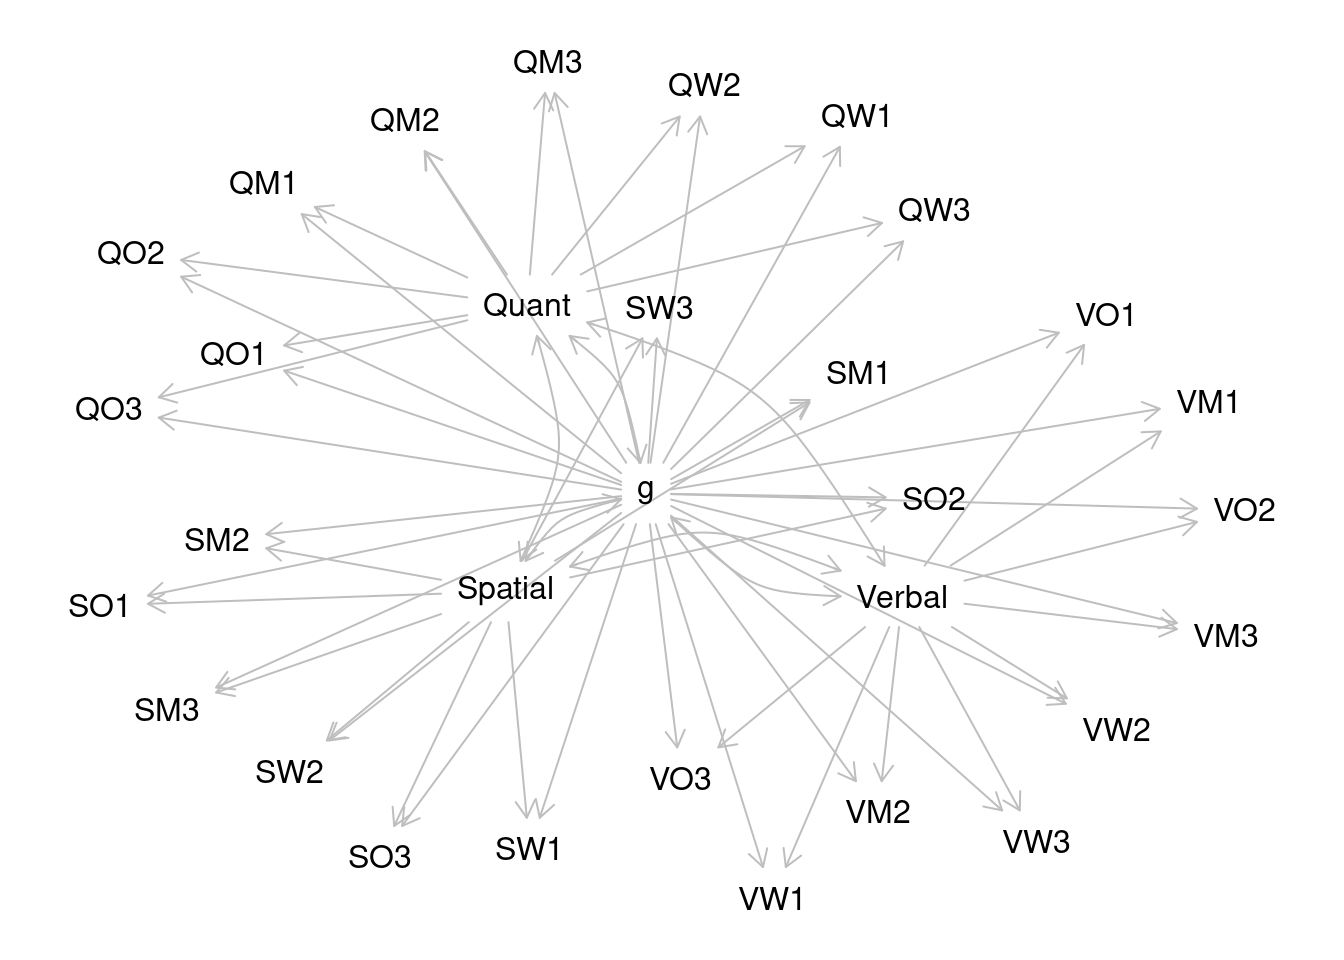 QM3
QW2
QW1
QM2
QM1
QW3
QO2
Quant
SW3
VO1
QO1
SM1
QO3
VM1
g
SO2
VO2
SM2
Spatial
Verbal
SO1
VM3
SM3
VW2
SW2
VO3
VM2
VW3
SO3
SW1
VW1